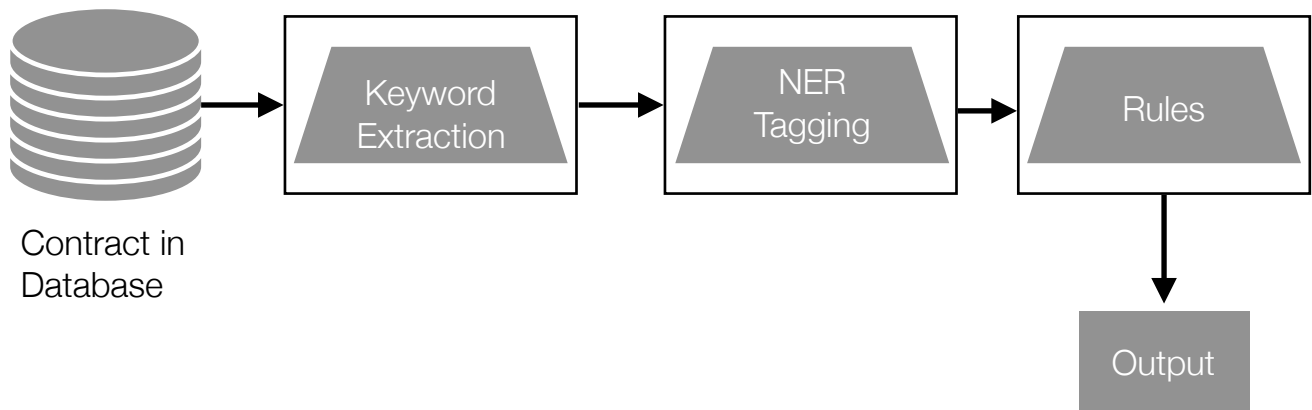 Keyword
Extraction
NER
Tagging
Rules
Contract in
Database
Output